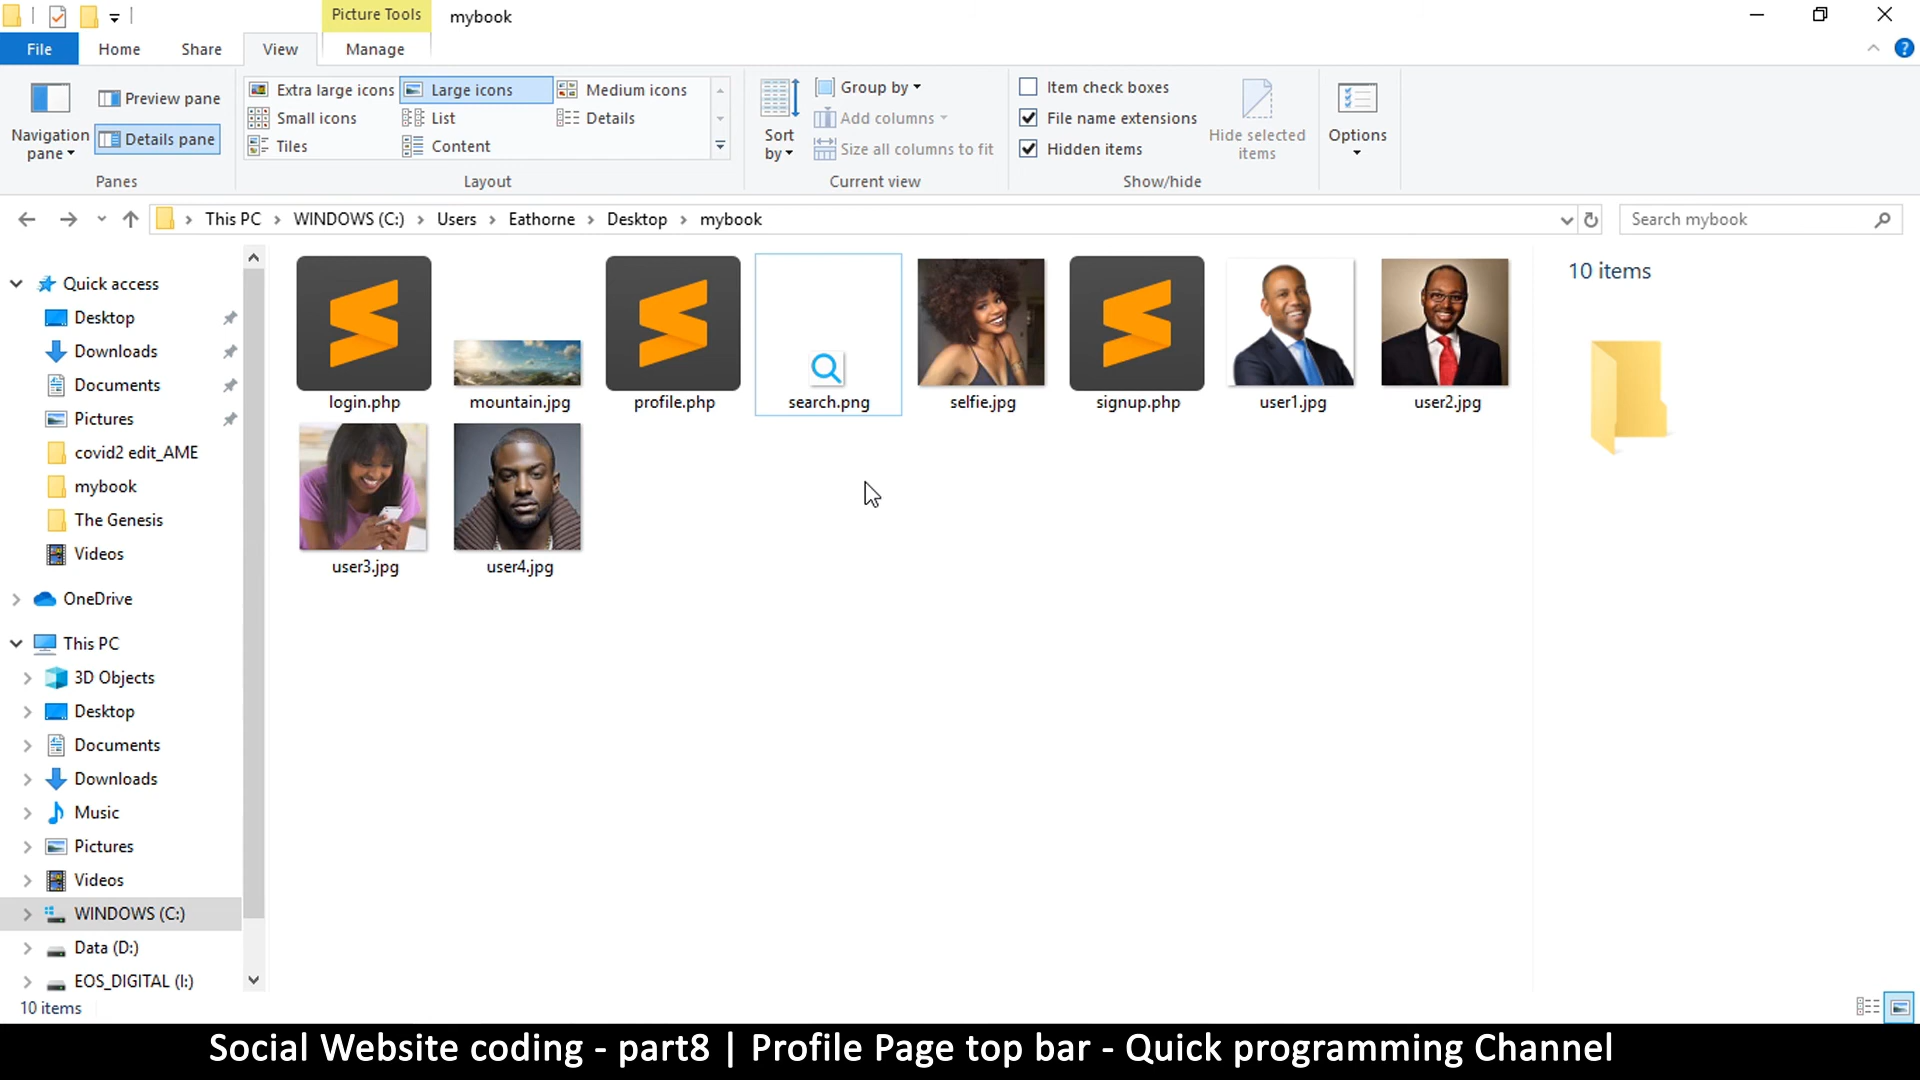 Picture Tools
mybook
File
Home
Share
View
Manage
Navigation
pane
Preview pane
Details pane
Panes
Extra large icons
Large icons
Medium icons
Small icons
List
Details
Tiles
Content
Layout
Sort
by
Group by
Add columns
Size all columns to fit
Current view
Item check boxes
File name extensions
Hidden items
Hide selected
items
Show/hide
Options
This PC > WINDOWS (C:) > Users > Eathorne > Desktop > mybook
Search mybook
Quick access
Desktop
Downloads
Documents
Pictures
covid2 edit_AME
mybook
The Genesis
Videos
OneDrive
This PC
3D Objects
Desktop
Documents
Downloads
Music
Pictures
Videos
WINDOWS (C:)
Data (D:)
EOS_DIGITAL (I:)
login.php
mountain.jpg
profile.php
search.png
selfie.jpg
signup.php
user1.jpg
user2.jpg
user3.jpg
user4.jpg
10 items
10 items
Social Website coding - part8 | Profile Page top bar - Quick programming Channel